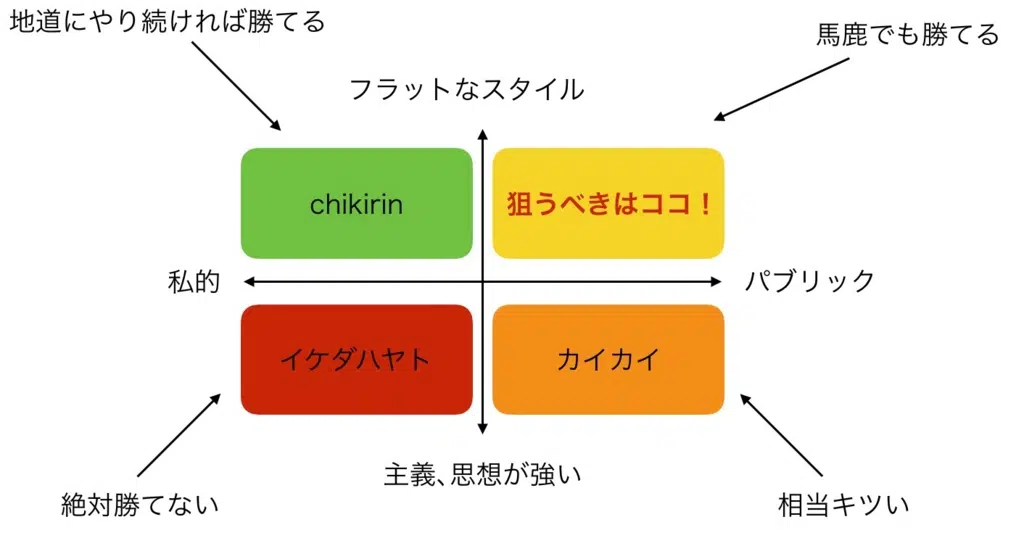 地道にやり続ければ勝てる
馬鹿でも勝てる
フラットなスタイル
chikirin
狙うべきはココ！
私的
パブリック
イケダハヤト
カイカイ
主義、思想が強い
絶対勝てない
相当キツい